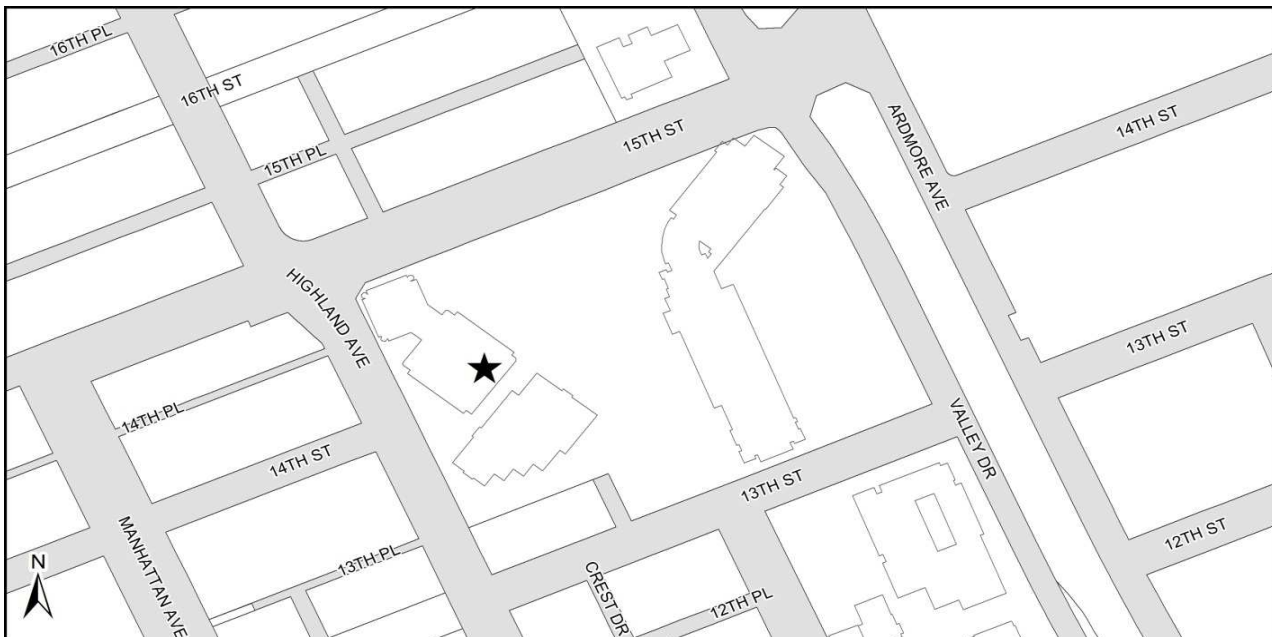 16TH PL
16TH ST
15TH PL
15TH ST
ARDMORE AVE
14TH ST
HIGHLAND AVE
14TH PL
14TH ST
13TH ST
VALLEY DR
13TH ST
12TH ST
MANHATTAN AVE
13TH PL
CREST DR
12TH PL
N